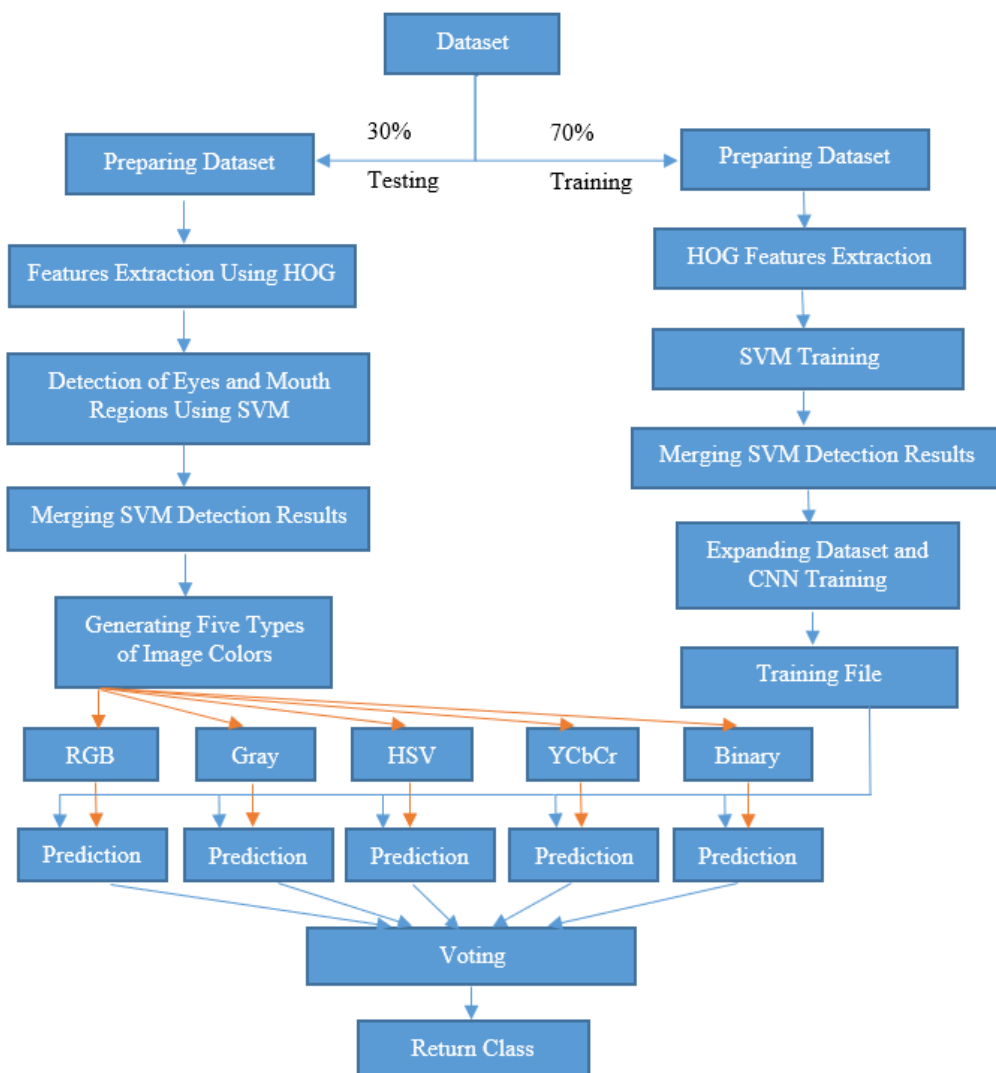 Dataset
30%
70%
Preparing Dataset
Preparing Dataset
Testing
Training
Features Extraction Using HOG
HOG Features Extraction
SVM Training
Detection of Eyes and Mouth
Regions Using SVM
Merging SVM Detection Results
Merging SVM Detection Results
Expanding Dataset and
CNN Training
Generating Five Types
of Image Colors
Training File
RGB
Gray
HSV
YCbCr
Binary
Prediction
Prediction
Prediction
Prediction
Prediction
Voting
Return Class